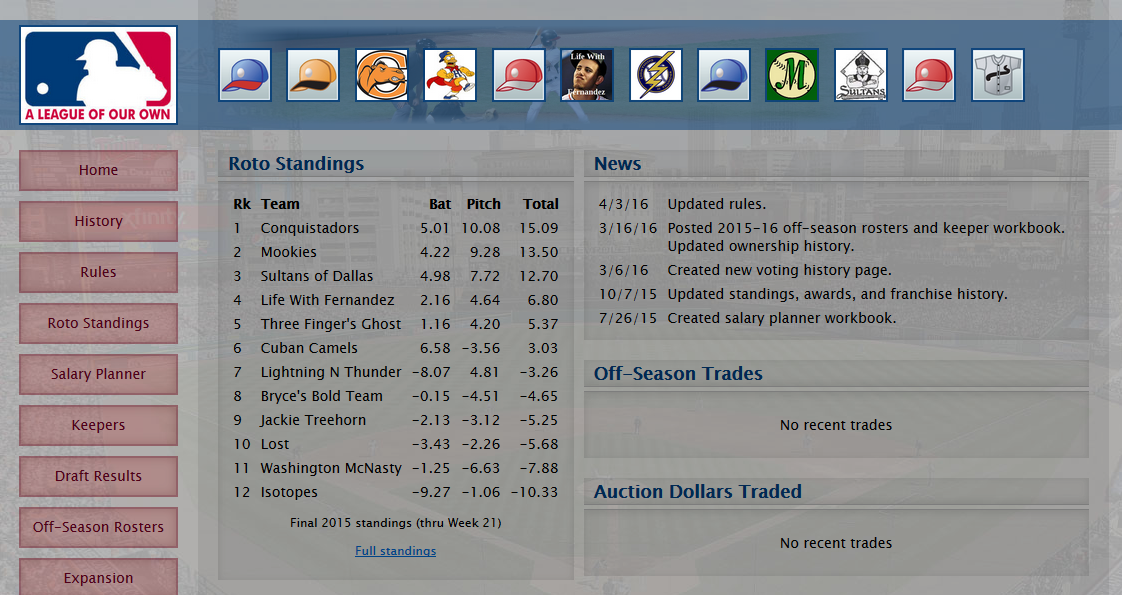 A LEAGUE OF OUR OWN
Life With
Fernandez
M
SULTANS
Home
History
Rules
Roto Standings
Salary Planner
Keepers
Draft Results
Off-Season Rosters
Expansion
Roto Standings
Rk Team Bat Pitch Total
1 Conquistadors 5.01 10.08 15.09
2 Mookies 4.22 9.28 13.50
3 Sultans of Dallas 4.98 7.72 12.70
4 Life With Fernandez 2.16 4.64 6.80
5 Three Finger's Ghost 1.16 4.20 5.37
6 Cuban Camels 6.58 -3.56 3.03
7 Lightning N Thunder -8.07 4.81 -3.26
8 Bryce's Bold Team -0.15 -4.51 -4.65
9 Jackie Treehorn -2.13 -3.12 -5.25
10 Lost -3.43 -2.26 -5.68
11 Washington McNasty -1.25 -6.63 -7.88
12 Isotopes -9.27 -1.06 -10.33
Final 2015 standings (thru Week 21)
Full standings
News
4/3/16 Updated rules.
3/16/16 Posted 2015-16 off-season rosters and keeper workbook.
Updated ownership history.
3/6/16 Created new voting history page.
10/7/15 Updated standings, awards, and franchise history.
7/26/15 Created salary planner workbook.
Off-Season Trades
No recent trades
Auction Dollars Traded
No recent trades